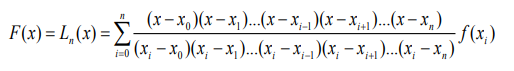 F(x) = L_n(x) = \sum_{i=0}^{n} \frac{(x-x_0)(x-x_1)...(x-x_{i-1})(x-x_{i+1})...(x-x_n)}{(x_i-x_0)(x_i-x_1)...(x_i-x_{i-1})(x_i-x_{i+1})...(x_i-x_n)} f(x_i)